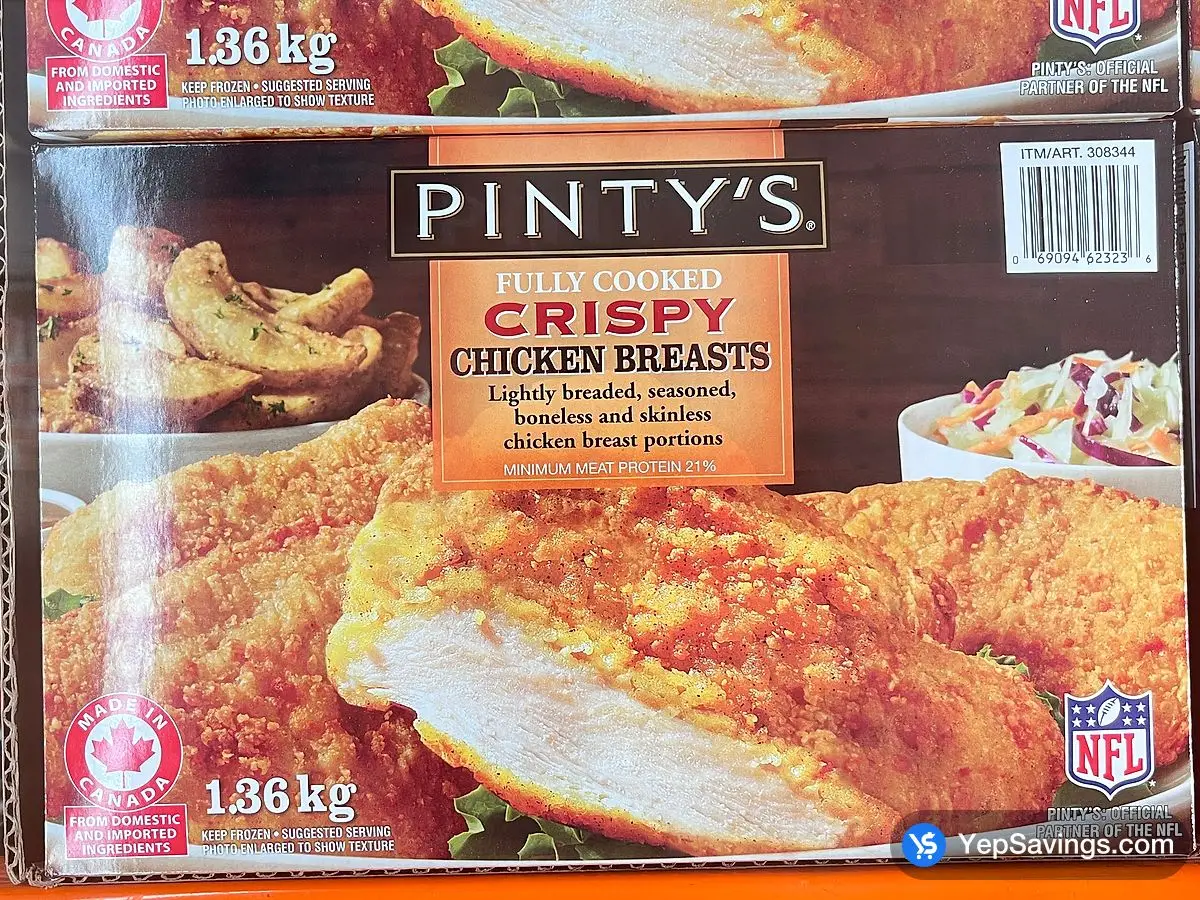 CANADA
FROM DOMESTIC
AND IMPORTED
INGREDIENTS
1.36 kg
KEEP FROZEN • SUGGESTED SERVING
PHOTO ENLARGED TO SHOW TEXTURE
NFL
PINTY'S: OFFICIAL
PARTNER OF THE NFL
PINTY'S®
FULLY COOKED
CRISPY
CHICKEN BREASTS
Lightly breaded, seasoned,
boneless and skinless
chicken breast portions
MINIMUM MEAT PROTEIN 21%
ITM/ART. 308344
0 69094 62323 6
MADE IN
CANADA
FROM DOMESTIC
AND IMPORTED
INGREDIENTS
1.36 kg
KEEP FROZEN • SUGGESTED SERVING
PHOTO ENLARGED TO SHOW TEXTURE
NFL
PINTY'S: OFFICIAL
PARTNER OF THE NFL
YepSavings.com